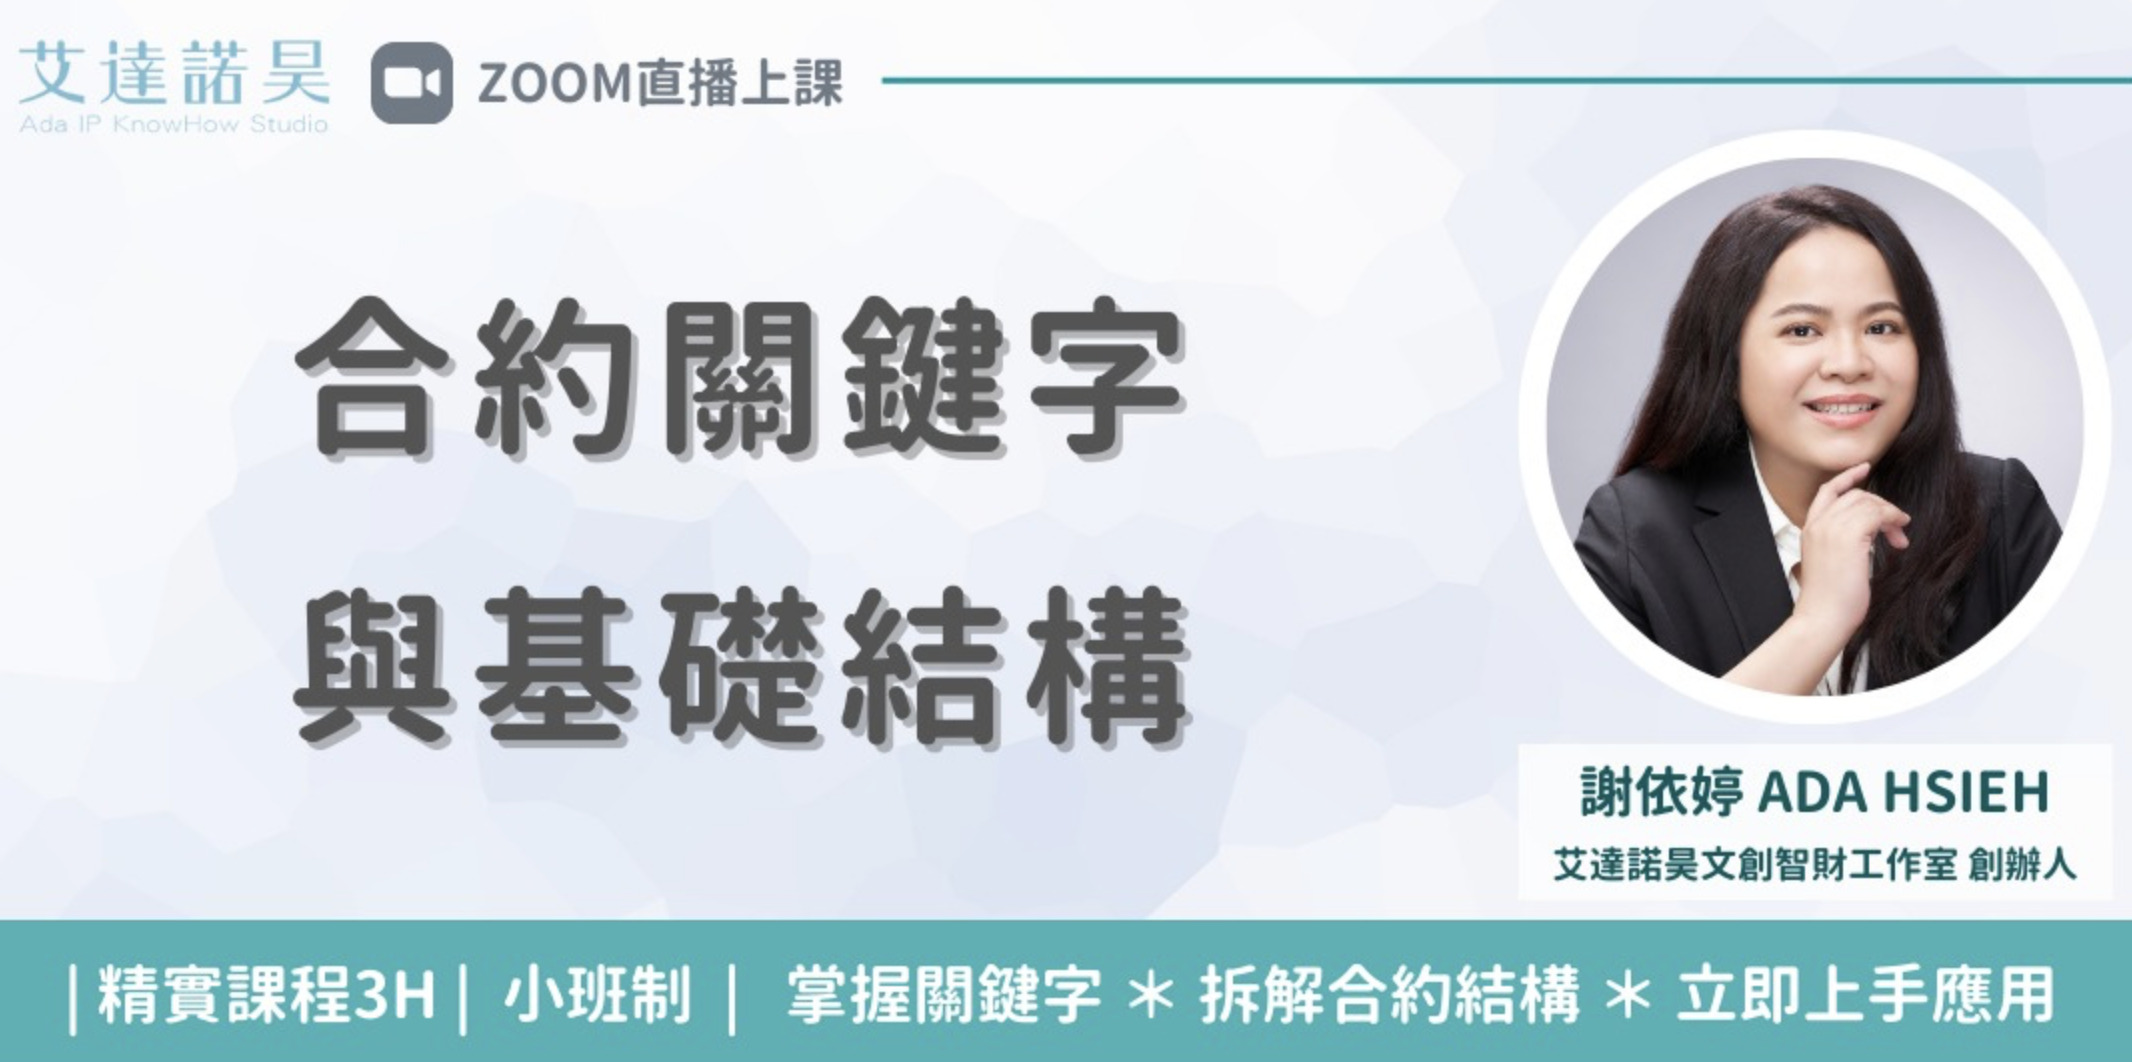 艾達諾昊
Ada IP KnowHow Studio
ZOOM直播上課
合約關鍵字
與基礎結構
謝依婷 ADA HSIEH
艾達諾昊文創智財工作室 創辦人
|精實課程3H| 小班制 | 掌握關鍵字 ＊ 拆解合約結構 ＊ 立即上手應用